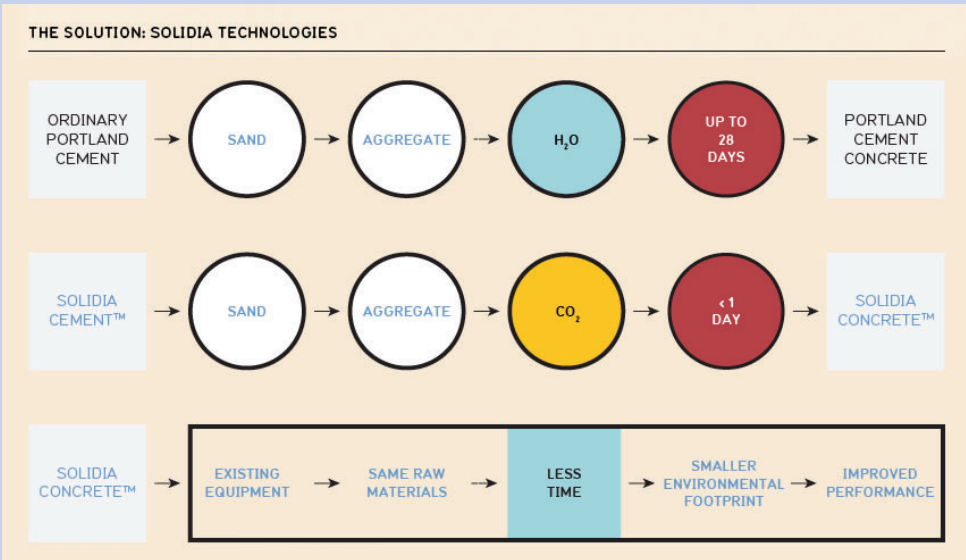 THE SOLUTION: SOLIDIA TECHNOLOGIES
ORDINARY
PORTLAND
CEMENT
SAND
AGGREGATE
H₂O
UP TO
28
DAYS
PORTLAND
CEMENT
CONCRETE
SOLIDIA
CEMENT™
SAND
AGGREGATE
CO₂
< 1
DAY
SOLIDIA
CONCRETE™
SOLIDIA
CONCRETE™
EXISTING
EQUIPMENT
SAME RAW
MATERIALS
LESS
TIME
SMALLER
ENVIRONMENTAL
FOOTPRINT
IMPROVED
PERFORMANCE